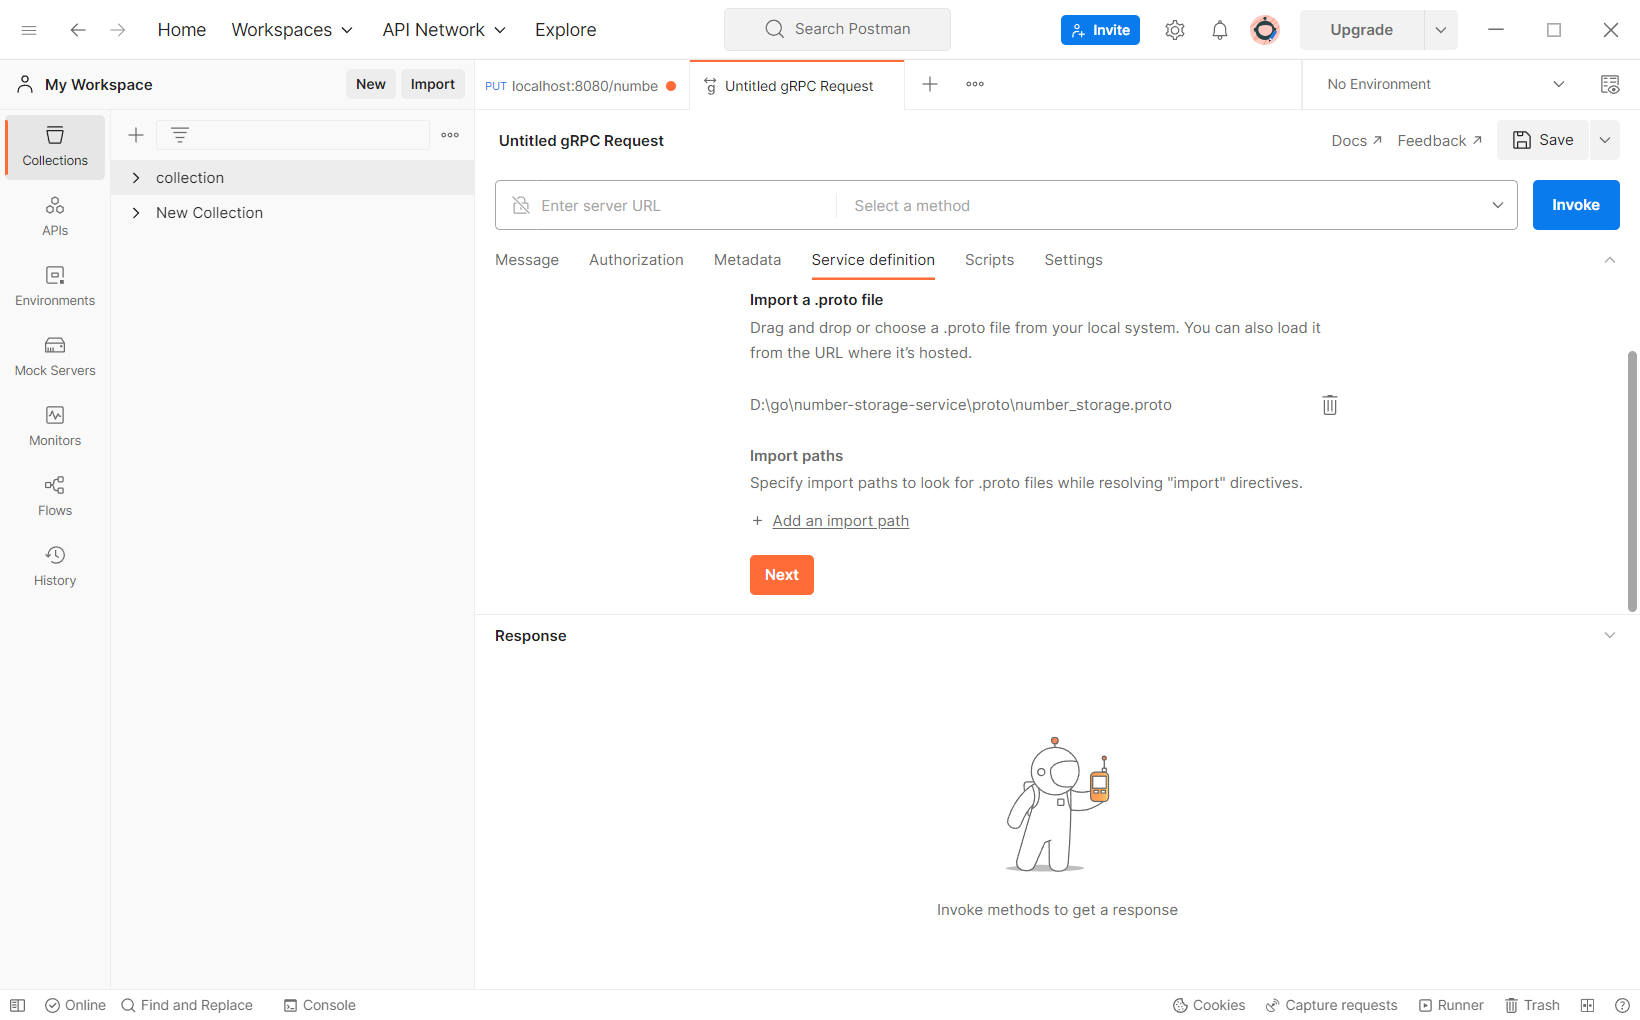 Home
Workspaces
API Network
Explore
Search Postman
Invite
Upgrade
My Workspace
New
Import
PUT localhost:8080/numbe
Untitled gRPC Request
No Environment
Collections
APIs
Environments
Mock Servers
Monitors
Flows
History
collection
New Collection
Untitled gRPC Request
Docs
Feedback
Save
Enter server URL
Select a method
Invoke
Message
Authorization
Metadata
Service definition
Scripts
Settings
Import a .proto file
Drag and drop or choose a .proto file from your local system. You can also load it
from the URL where it’s hosted.
D:\go\number-storage-service\proto\number_storage.proto
Import paths
Specify import paths to look for .proto files while resolving "import" directives.
+ Add an import path
Next
Response
Invoke methods to get a response
Online
Find and Replace
Console
Cookies
Capture requests
Runner
Trash